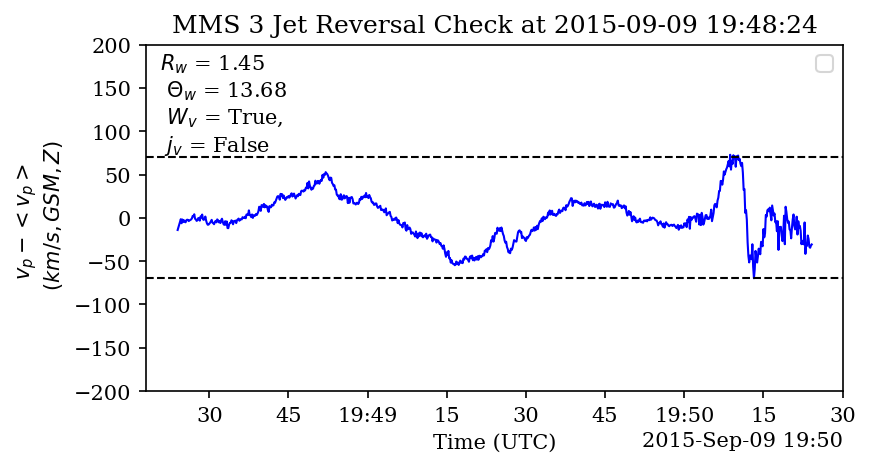 MMS 3 Jet Reversal Check at 2015-09-09 19:48:24
R_w = 1.45
Θ_w = 13.68
W_v = True,
j_v = False
200
150
100
50
0
−50
−100
−150
−200
v_p − < v_p >
(km/s, GSM, Z)
30 45 19:49 15 30 45 19:50 15 30
Time (UTC)
2015-Sep-09 19:50